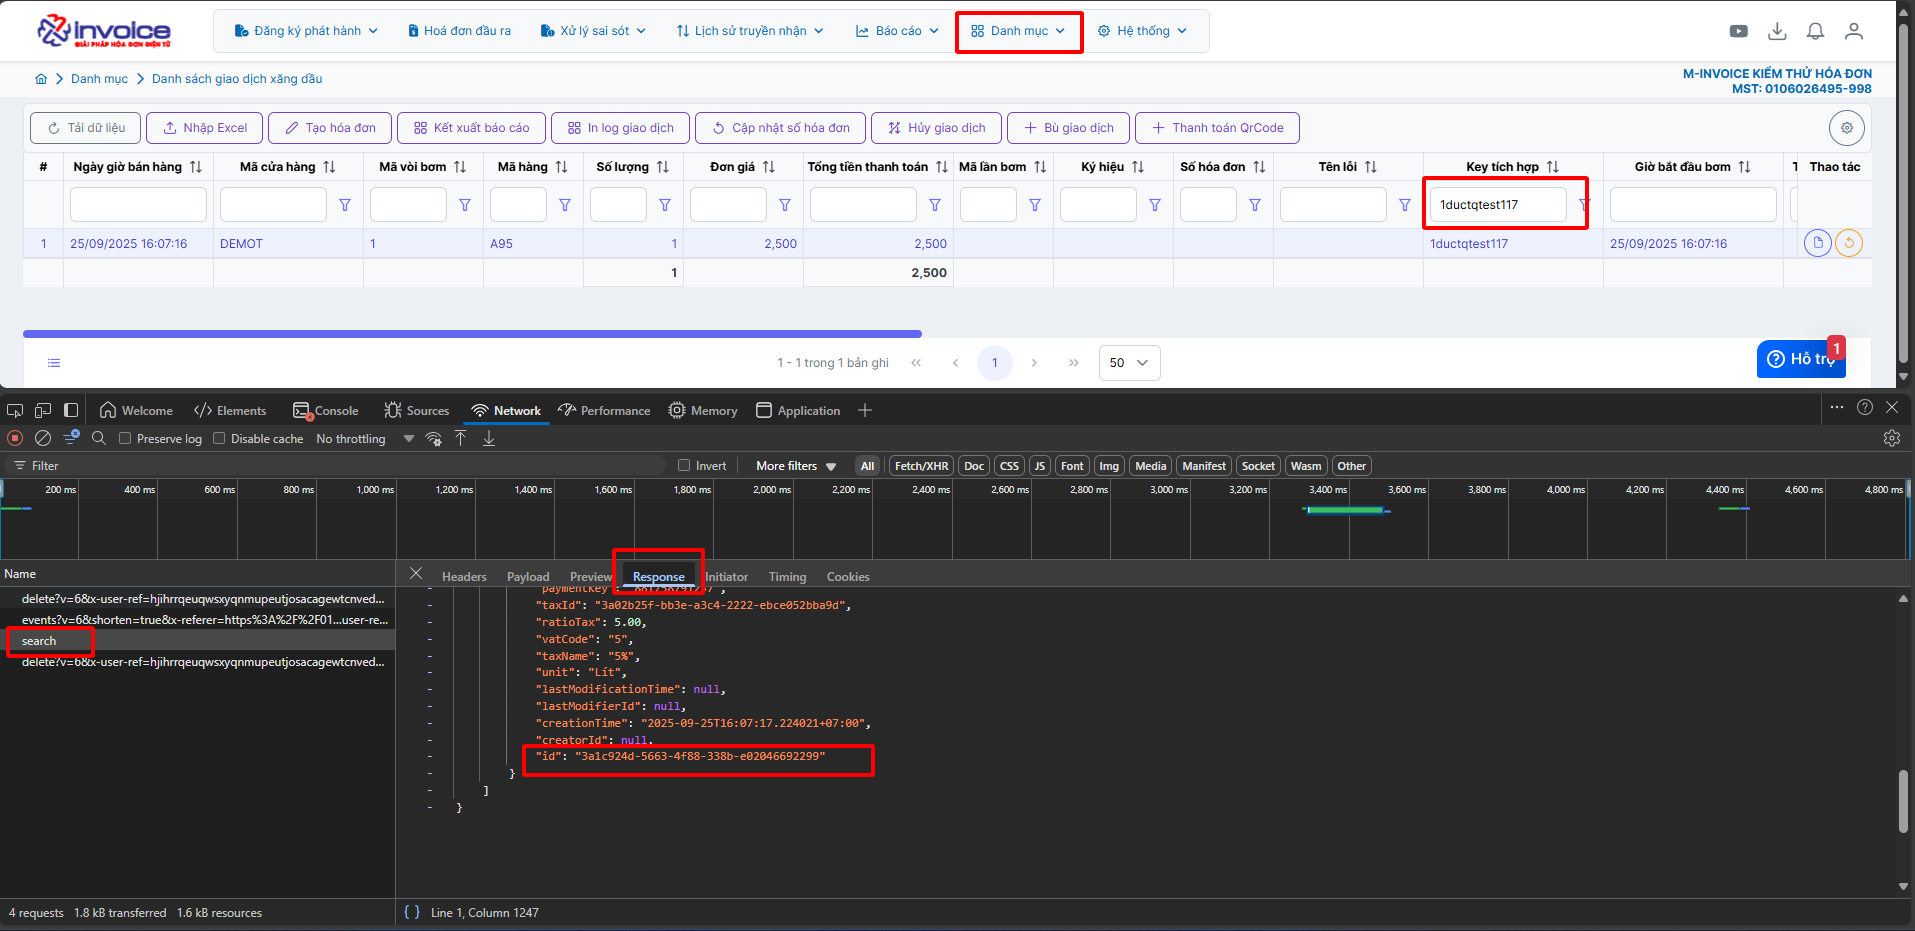 invoice
GIẢI PHÁP HÓA ĐƠN ĐIỆN TỬ
Đăng ký phát hành
Hoá đơn đầu ra
Xử lý sai sót
Lịch sử truyền nhận
Báo cáo
Danh mục
Hệ thống
Danh mục
Danh sách giao dịch xăng dầu
M-INVOICE KIỂM THỬ HÓA ĐƠN
MST: 0106026495-998
Tải dữ liệu
Nhập Excel
Tạo hóa đơn
Kết xuất báo cáo
In log giao dịch
Cập nhật số hóa đơn
Hủy giao dịch
Bù giao dịch
Thanh toán QrCode
# Ngày giờ bán hàng Mã cửa hàng Mã vòi bơm Mã hàng Số lượng Đơn giá Tổng tiền thanh toán Mã lần bơm Ký hiệu Số hóa đơn Tên lỗi Key tích hợp Giờ bắt đầu bơm T Thao tác
1ductqtest117
1 25/09/2025 16:07:16 DEMOT 1 A95 1 2,500 2,500 1ductqtest117 25/09/2025 16:07:16
1 2,500
1 - 1 trong 1 bản ghi
1
50
Hỗ trợ
1
Welcome
Elements
Console
Sources
Network
Performance
Memory
Application
Preserve log
Disable cache
No throttling
Filter
Invert
More filters
All Fetch/XHR Doc CSS JS Font Img Media Manifest Socket Wasm Other
200 ms 400 ms 600 ms 800 ms 1,000 ms 1,200 ms 1,400 ms 1,600 ms 1,800 ms 2,000 ms 2,200 ms 2,400 ms 2,600 ms 2,800 ms 3,000 ms 3,200 ms 3,400 ms 3,600 ms 3,800 ms 4,000 ms 4,200 ms 4,400 ms 4,600 ms 4,800 ms
Name
Headers
Payload
Preview
Response
Initiator
Timing
Cookies
delete?v=6&x-user-ref=hjihrrqeuqwsxyqnmupeutjosacagewtcnved...
events?v=6&shorten=true&x-referer=https%3A%2F%2F01...user-re...
search
delete?v=6&x-user-ref=hjihrrqeuqwsxyqnmupeutjosacagewtcnved...
- "taxId": "3a02b25f-bb3e-a3c4-2222-ebce052bba9d",
- "ratioTax": 5.00,
- "vatCode": "5",
- "taxName": "5%",
- "unit": "Lít",
- "lastModificationTime": null,
- "lastModifierId": null,
- "creationTime": "2025-09-25T16:07:17.224021+07:00",
- "creatorId": null,
- "id": "3a1c924d-5663-4f88-338b-e02046692299"
- }
- ]
- }
4 requests 1.8 kB transferred 1.6 kB resources
{ } Line 1, Column 1247